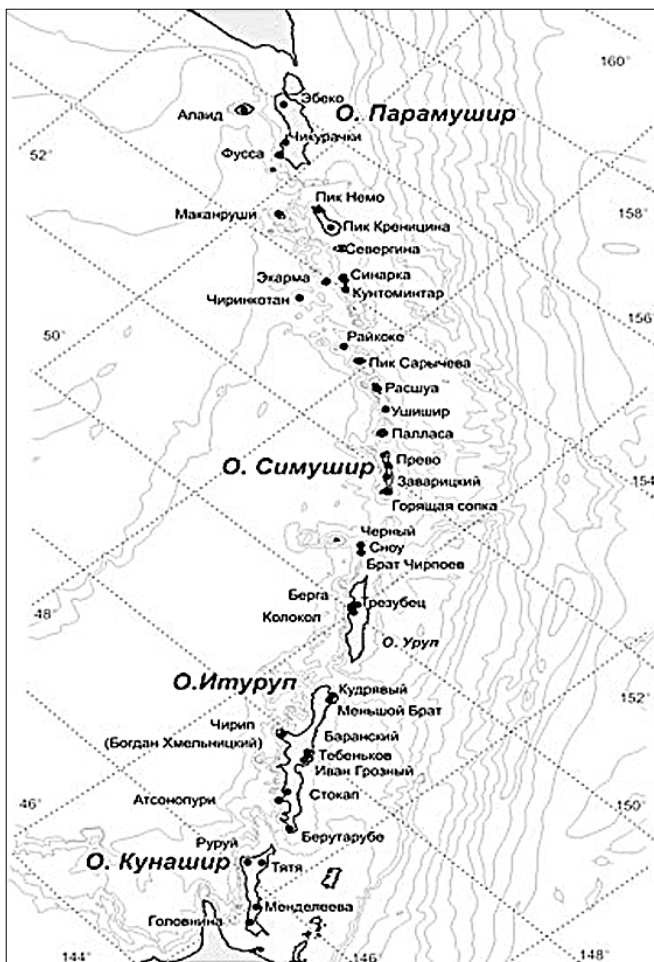 160°
Эбеко
Алаид
О. Парамушир
Чикурачки
52°
Фусса
Пик Немо
158°
Маканруши
Пик Креницина
Севергина
Экарма
Синарка
Кунтоминтар
Чиринкотан
156°
50°
Райкоке
Пик Сарычева
Расшуа
Ушишир
Палласа
О. Симушир
Прево
Заварицкий
154°
Горящая сопка
Черный
Сноу
Брат Чирпоев
Берга
Трезубец
48°
Колокол
О. Уруп
О.Итуруп
Кудрявый
152°
Меньшой Брат
Чирип
(Богдан Хмельницкий)
Баранский
Тебеньков
Иван Грозный
Стокап
Атсонопури
46°
150°
Берутарубе
Руруй
О. Кунашир
Тятя
Менделеева
Головнина
144°
146°
148°